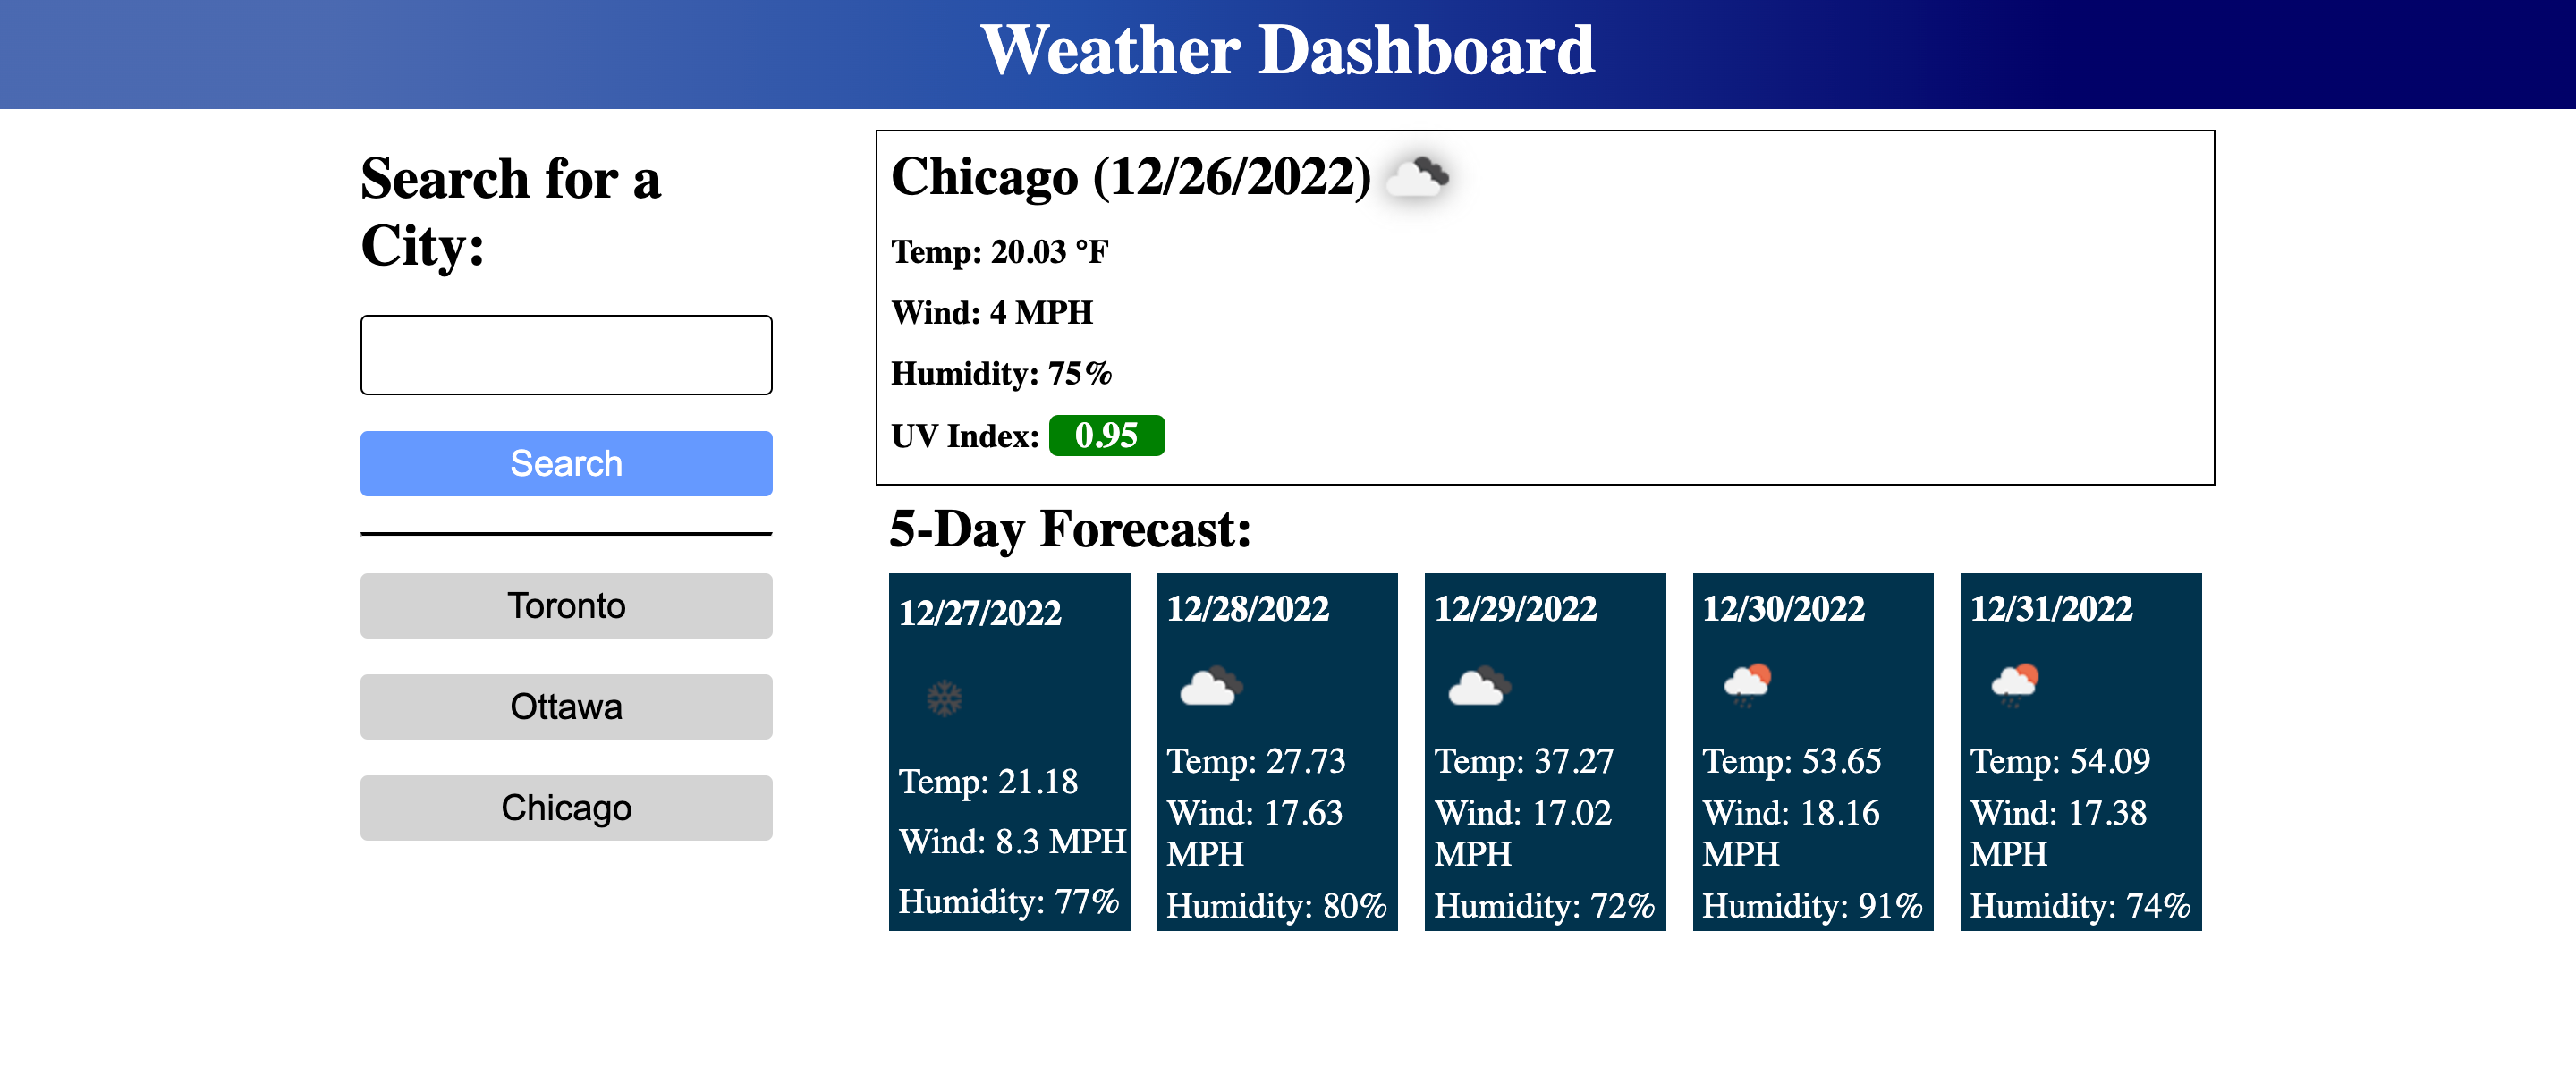 Weather Dashboard
Search for a
City:
Search
Toronto
Ottawa
Chicago
Chicago (12/26/2022)
Temp: 20.03 °F
Wind: 4 MPH
Humidity: 75%
UV Index: 0.95
5-Day Forecast:
12/27/2022
Temp: 21.18
Wind: 8.3 MPH
Humidity: 77%
12/28/2022
Temp: 27.73
Wind: 17.63
MPH
Humidity: 80%
12/29/2022
Temp: 37.27
Wind: 17.02
MPH
Humidity: 72%
12/30/2022
Temp: 53.65
Wind: 18.16
MPH
Humidity: 91%
12/31/2022
Temp: 54.09
Wind: 17.38
MPH
Humidity: 74%